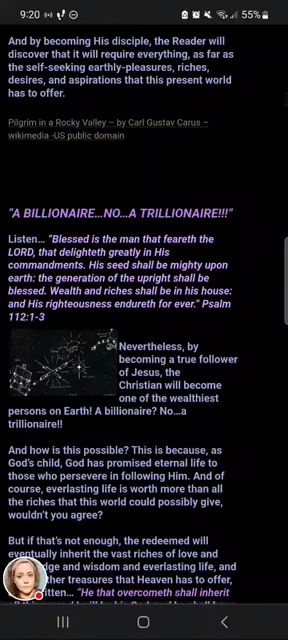 9:20
55%
And by becoming His disciple, the Reader will
discover that it will require everything, as far as
the self-seeking earthly-pleasures, riches,
desires, and aspirations that this present world
has to offer.
Pilgrim in a Rocky Valley – by Carl Gustav Carus –
wikimedia -US public domain
“A BILLIONAIRE…NO…A TRILLIONAIRE!!!”
Listen… “Blessed is the man that feareth the
LORD, that delighteth greatly in His
commandments. His seed shall be mighty upon
earth: the generation of the upright shall be
blessed. Wealth and riches shall be in his house:
and His righteousness endureth for ever.” Psalm
112:1-3
Nevertheless, by
becoming a true follower
of Jesus, the
Christian will become
one of the wealthiest
persons on Earth! A billionaire? No…a
trillionaire!!
And how is this possible? This is because, as
God’s child, God has promised eternal life to
those who persevere in following Him. And of
course, everlasting life is worth more than all
the riches that this world could possibly give,
wouldn’t you agree?
But if that’s not enough, the redeemed will
eventually inherit the vast riches of love and
and wisdom and everlasting life, and
treasures that Heaven has to offer,
“He that overcometh shall inherit